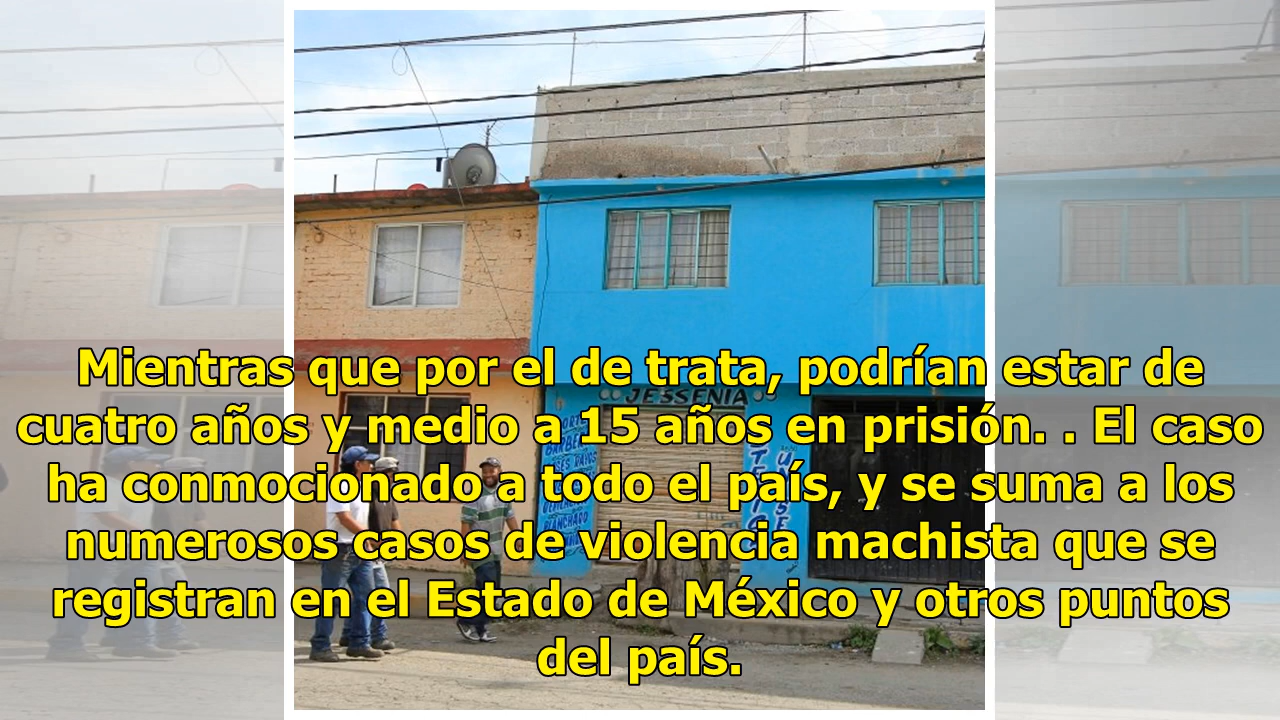 JESSENIA
Mientras que por el de trata, podrían estar de
cuatro años y medio a 15 años en prisión. . El caso
ha conmocionado a todo el país, y se suma a los
numerosos casos de violencia machista que se
registran en el Estado de México y otros puntos
del país.